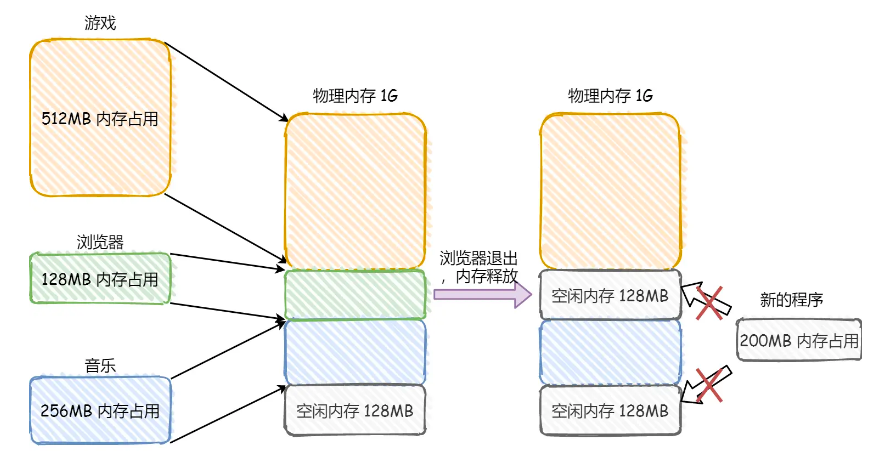 游戏
512MB 内存占用
浏览器
128MB 内存占用
音乐
256MB 内存占用
物理内存 1G
空闲内存 128MB
浏览器退出
，内存释放
物理内存 1G
空闲内存 128MB
空闲内存 128MB
新的程序
200MB 内存占用